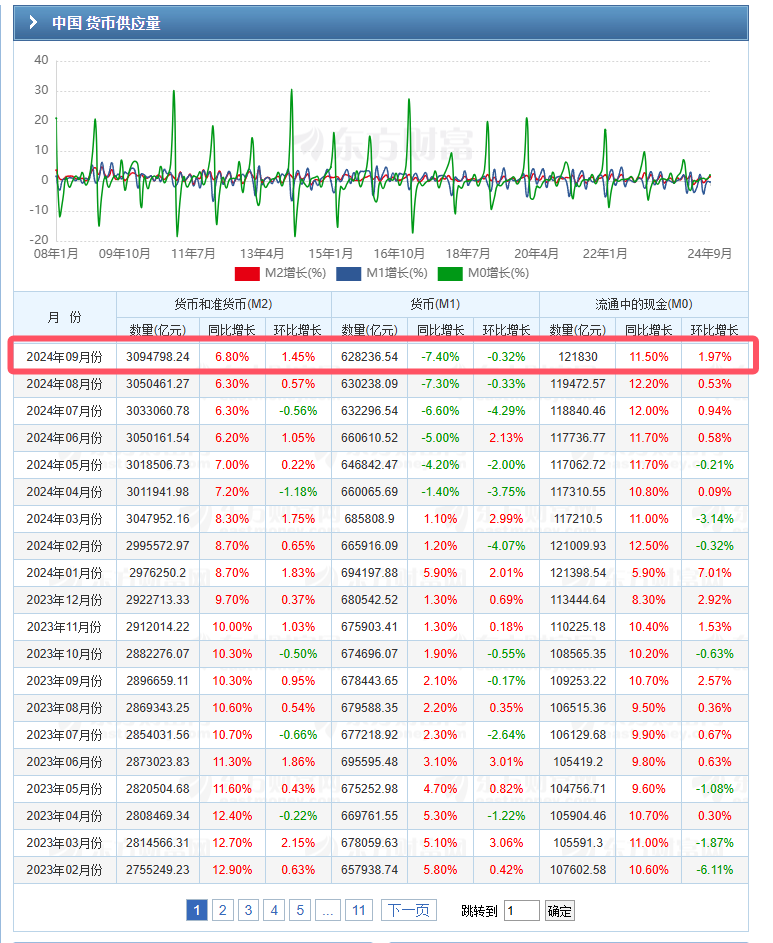 中国 货币供应量
40
30
20
10
0
-10
-20
东方财富
08年1月 09年10月 11年7月 13年4月 15年1月 16年10月 18年7月 20年4月 22年1月 24年9月
M2增长(%) M1增长(%) M0增长(%)
月 份 货币和准货币(M2) 货币(M1) 流通中的现金(M0)
数量(亿元) 同比增长 环比增长 数量(亿元) 同比增长 环比增长 数量(亿元) 同比增长 环比增长
2024年09月份 3094798.24 6.80% 1.45% 628236.54 -7.40% -0.32% 121830 11.50% 1.97%
2024年08月份 3050461.27 6.30% 0.57% 630238.09 -7.30% -0.33% 119472.57 12.20% 0.53%
2024年07月份 3033060.78 6.30% -0.56% 632296.54 -6.60% -4.29% 118840.46 12.00% 0.94%
2024年06月份 3050161.54 6.20% 1.05% 660610.52 -5.00% 2.13% 117736.77 11.70% 0.58%
2024年05月份 3018506.73 7.00% 0.22% 646842.47 -4.20% -2.00% 117062.72 11.70% -0.21%
2024年04月份 3011941.98 7.20% -1.18% 660065.69 -1.40% -3.75% 117310.55 10.80% 0.09%
2024年03月份 3047952.16 8.30% 1.75% 685808.9 1.10% 2.99% 117210.5 11.00% -3.14%
2024年02月份 2995572.97 8.70% 0.65% 665916.09 1.20% -4.07% 121009.93 12.50% -0.32%
2024年01月份 2976250.2 8.70% 1.83% 694197.88 5.90% 2.01% 121398.54 5.90% 7.01%
2023年12月份 2922713.33 9.70% 0.37% 680542.52 1.30% 0.69% 113444.64 8.30% 2.92%
2023年11月份 2912014.22 10.00% 1.03% 675903.41 1.30% 0.18% 110225.18 10.40% 1.53%
2023年10月份 2882276.07 10.30% -0.50% 674696.07 1.90% -0.55% 108565.35 10.20% -0.63%
2023年09月份 2896659.11 10.30% 0.95% 678443.65 2.10% -0.17% 109253.22 10.70% 2.57%
2023年08月份 2869343.25 10.60% 0.54% 679588.35 2.20% 0.35% 106515.36 9.50% 0.36%
2023年07月份 2854031.56 10.70% -0.66% 677218.92 2.30% -2.64% 106129.68 9.90% 0.67%
2023年06月份 2873023.83 11.30% 1.86% 695595.48 3.10% 3.01% 105419.2 9.80% 0.63%
2023年05月份 2820504.68 11.60% 0.43% 675252.98 4.70% 0.82% 104756.71 9.60% -1.08%
2023年04月份 2808469.34 12.40% -0.22% 669761.55 5.30% -1.22% 105904.46 10.70% 0.30%
2023年03月份 2814566.31 12.70% 2.15% 678059.63 5.10% 3.06% 105591.3 11.00% -1.87%
2023年02月份 2755249.23 12.90% 0.63% 657938.74 5.80% 0.42% 107602.58 10.60% -6.11%
1 2 3 4 5 ... 11 下一页 跳转到 1 确定